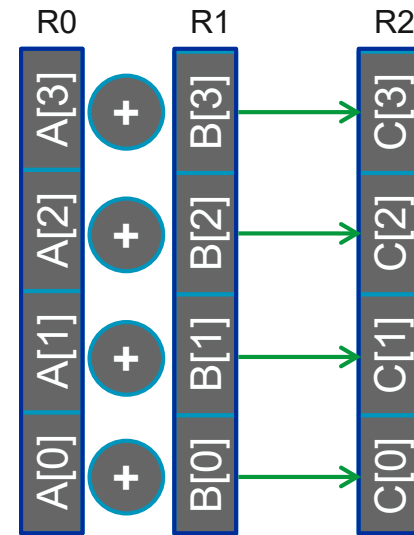 R0 R1 R2
A[3] + B[3] C[3]
A[2] + B[2] C[2]
A[1] + B[1] C[1]
A[0] + B[0] C[0]